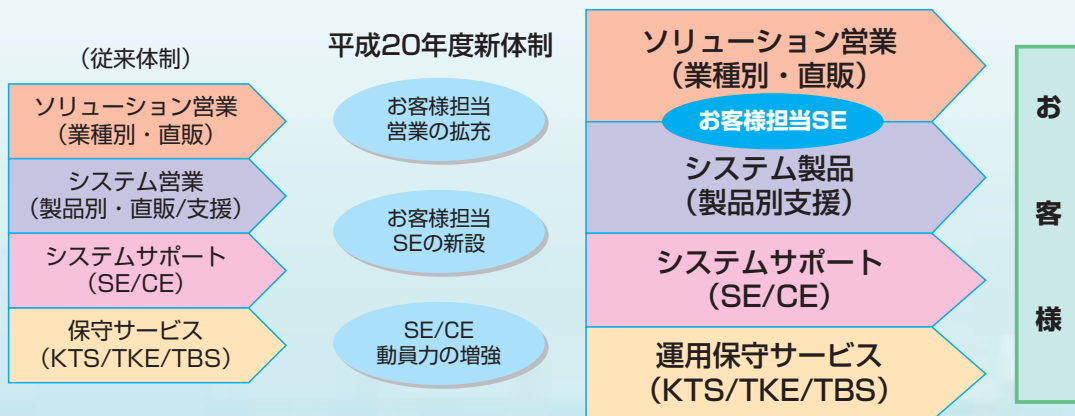 （従来体制）
ソリューション営業
（業種別・直販）
システム営業
（製品別・直販/支援）
システムサポート
（SE/CE）
保守サービス
（KTS/TKE/TBS）
平成20年度新体制
お客様担当
営業の拡充
お客様担当
SEの新設
SE/CE
動員力の増強
ソリューション営業
（業種別・直販）
お客様担当SE
システム製品
（製品別支援）
システムサポート
（SE/CE）
運用保守サービス
（KTS/TKE/TBS）
お客様